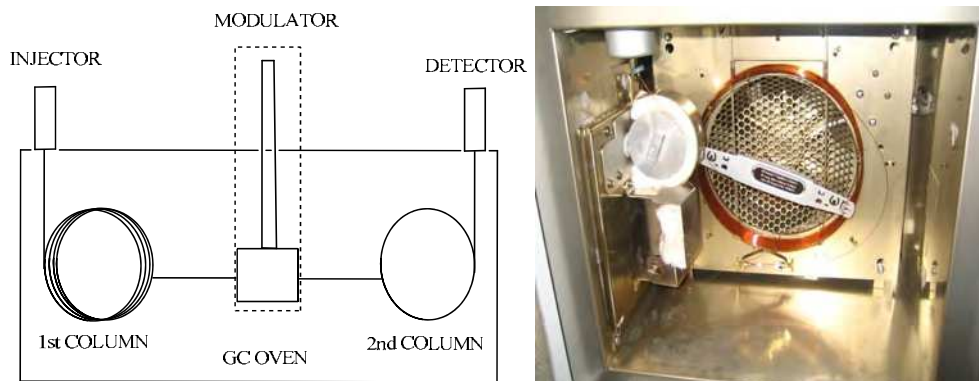 MODULATOR
INJECTOR
DETECTOR
1st COLUMN
2nd COLUMN
GC OVEN